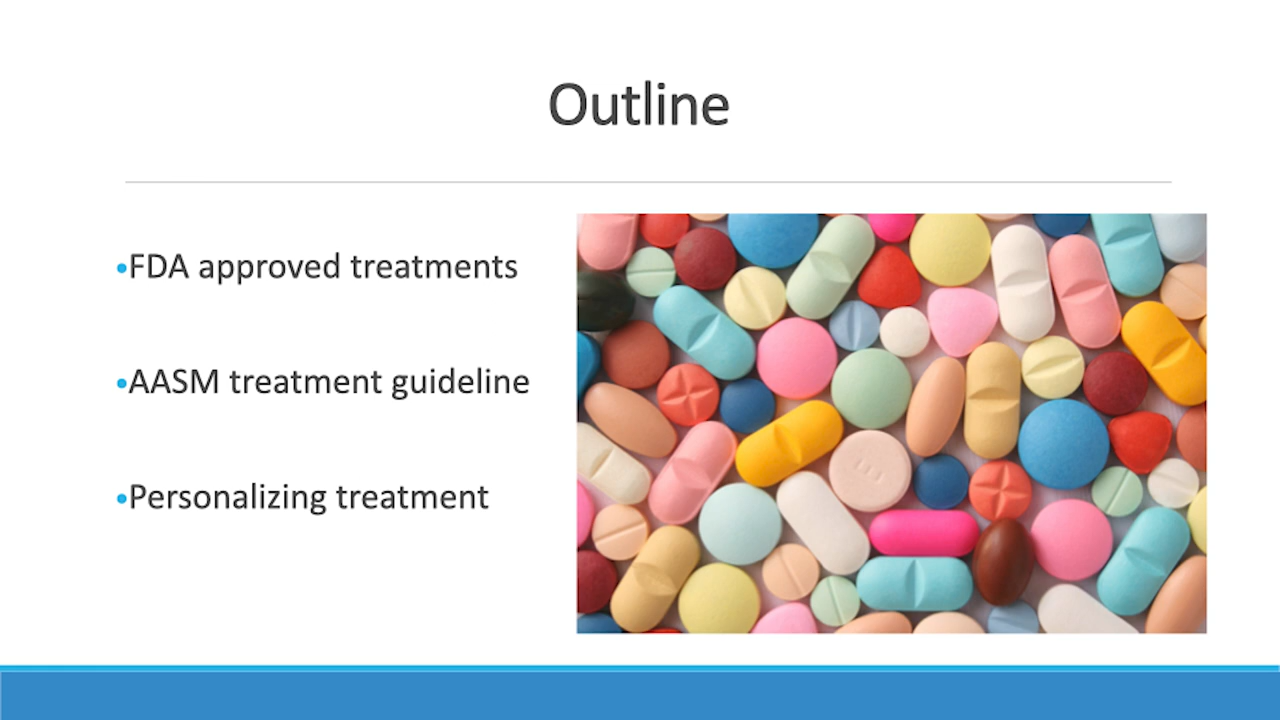 Outline
•FDA approved treatments
•AASM treatment guideline
•Personalizing treatment